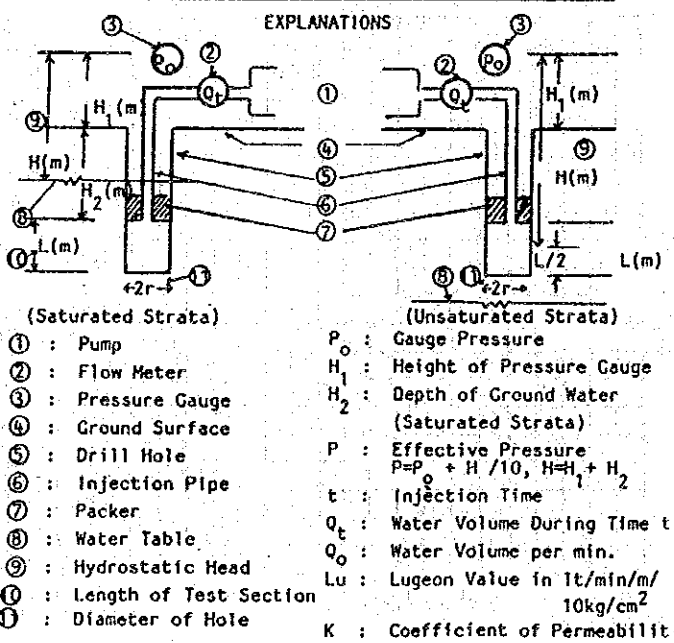 EXPLANATIONS
③ ③
P₀ ② ② P₀
Qt ① Qt
H₁(m H₁(m)
⑨ ④ ⑨
H(m) H₂(m) ⑤ H(m)
⑥
⑧ ⑦
⑩ L(m) L/2 L(m)
2r ⑪ ⑧ ⑪ 2r
(Saturated Strata) (Unsaturated Strata)
① : Pump
② : Flow Meter
③ : Pressure Gauge
④ : Ground Surface
⑤ : Drill Hole
⑥ : Injection Pipe
⑦ : Packer
⑧ : Water Table
⑨ : Hydrostatic Head
⑩ : Length of Test Section
⑪ : Diameter of Hole
P₀ : Gauge Pressure
H₁ : Height of Pressure Gauge
H₂ : Depth of Ground Water
(Saturated Strata)
P : Effective Pressure
P=P₀ + H /10, H=H₁+ H₂
t : Injection Time
Qt : Water Volume During Time t
Q₀ : Water Volume per min.
Lu : Lugeon Value in lt/min/m/
10kg/cm²
K : Coefficient of Permeabilit